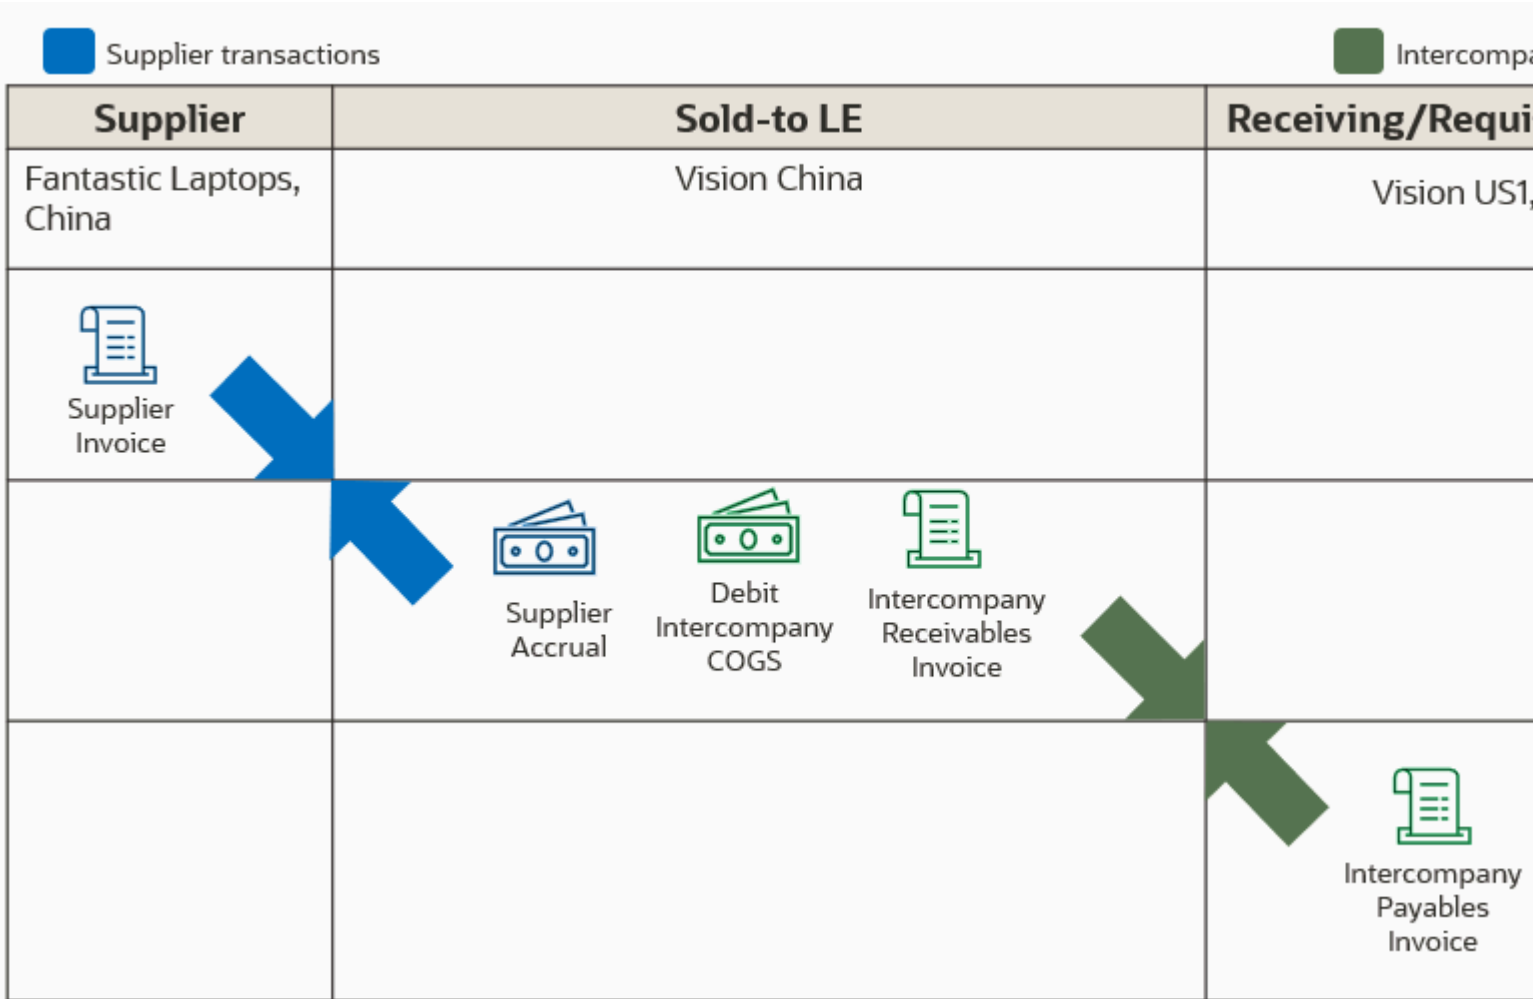 Supplier transactions
Intercompa
Supplier
Sold-to LE
Receiving/Requi
Fantastic Laptops,
China
Vision China
Vision US1,
Supplier
Invoice
Supplier
Accrual
Debit
Intercompany
COGS
Intercompany
Receivables
Invoice
Intercompany
Payables
Invoice